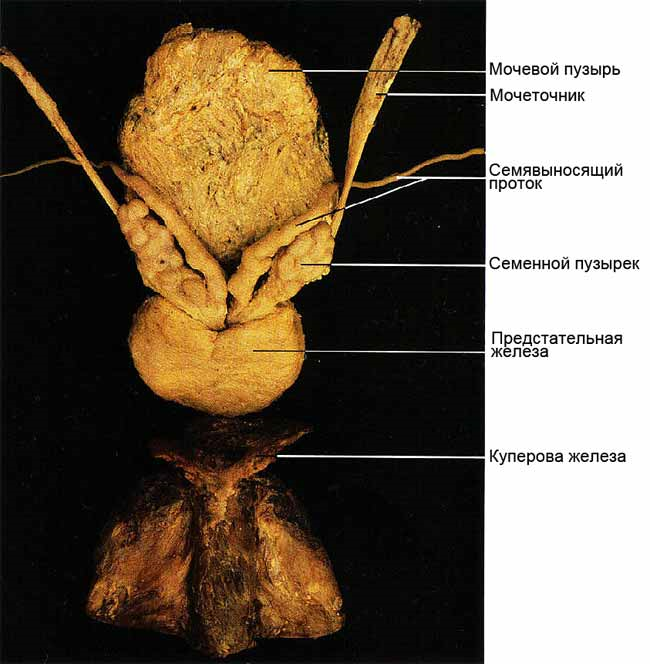 Мочевой пузырь
Мочеточник
Семявыносящий
проток
Семенной пузырек
Предстательная
железа
Куперова железа